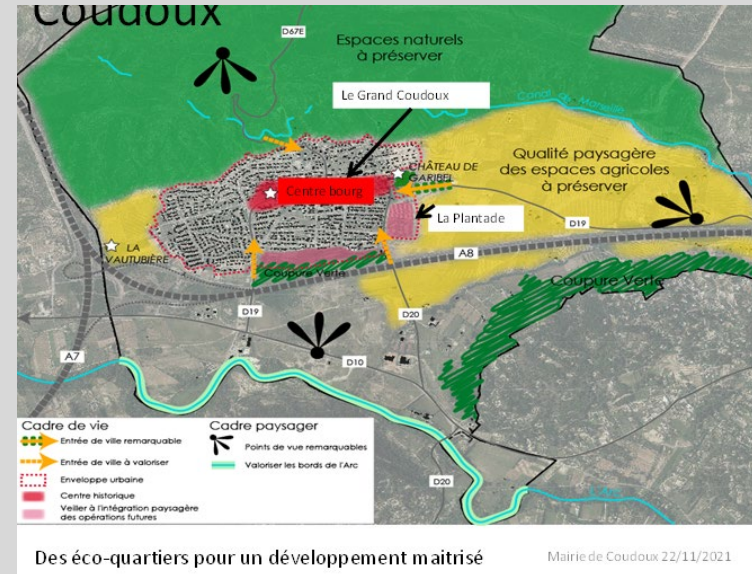 Coudoux
D67E
Espaces naturels
à préserver
Le Grand Coudoux
Canal de Marseille
CHÂTEAU DE
GARIBEL
Qualité paysagère
des espaces agricoles
à préserver
Centre bourg
La Plantade
D19
LA
VAUTUBIÈRE
A8
Coupure Verte
Coupure Verte
D19
D20
A7
D10
Cadre de vie
Entrée de ville remarquable
Entrée de ville à valoriser
Enveloppe urbaine
Centre historique
Veiller à l'intégration paysagère
des opérations futures
Cadre paysager
Points de vue remarquables
Valoriser les bords de l'Arc
D20
L'Arc
Des éco-quartiers pour un développement maitrisé
Mairie de Coudoux 22/11/2021